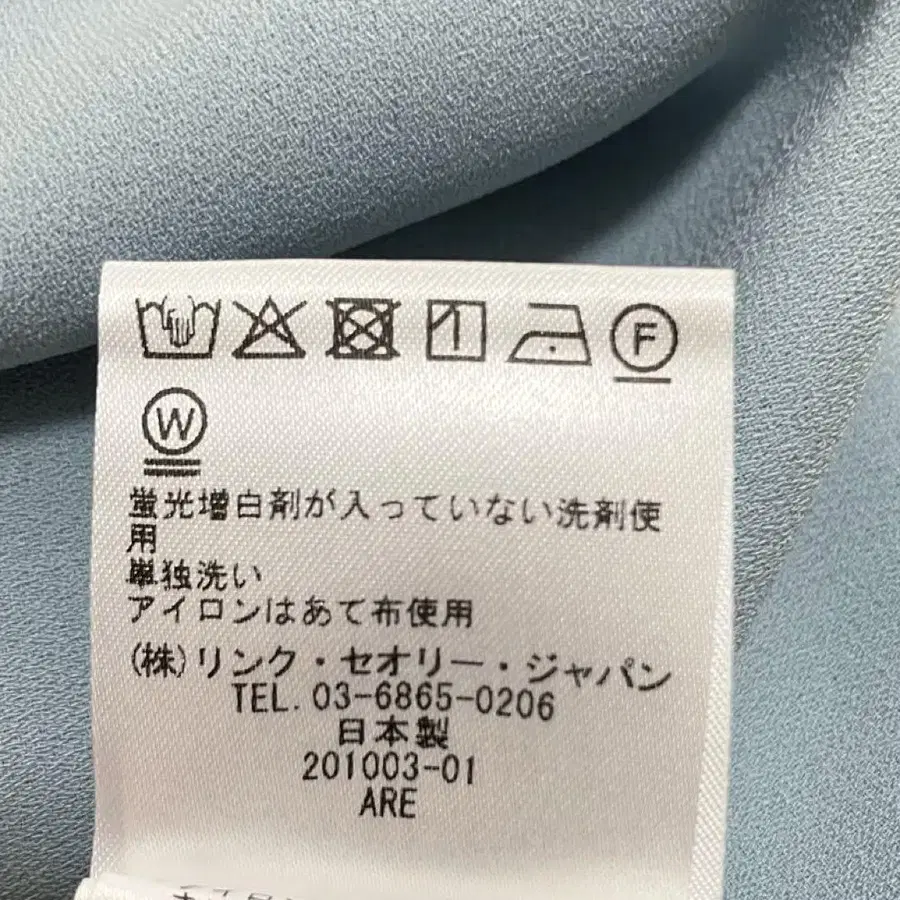 F
W
蛍光増白剤が入っていない洗剤使
用
単独洗い
アイロンはあて布使用
(株)リンク・セオリー・ジャパン
TEL. 03-6865-0206
日本製
201003-01
ARE